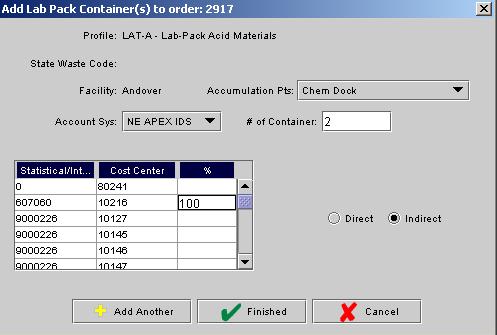 Add Lab Pack Container(s) to order: 2917
Profile: LAT-A - Lab-Pack Acid Materials
State Waste Code:
Facility: Andover Accumulation Pts: Chem Dock
Account Sys: NE APEX IDS # of Container: 2
Statistical/Int... Cost Center %
0 80241
607060 10216 100
9000226 10127
9000226 10145
9000226 10146
9000226 10147
Direct Indirect
Add Another Finished Cancel